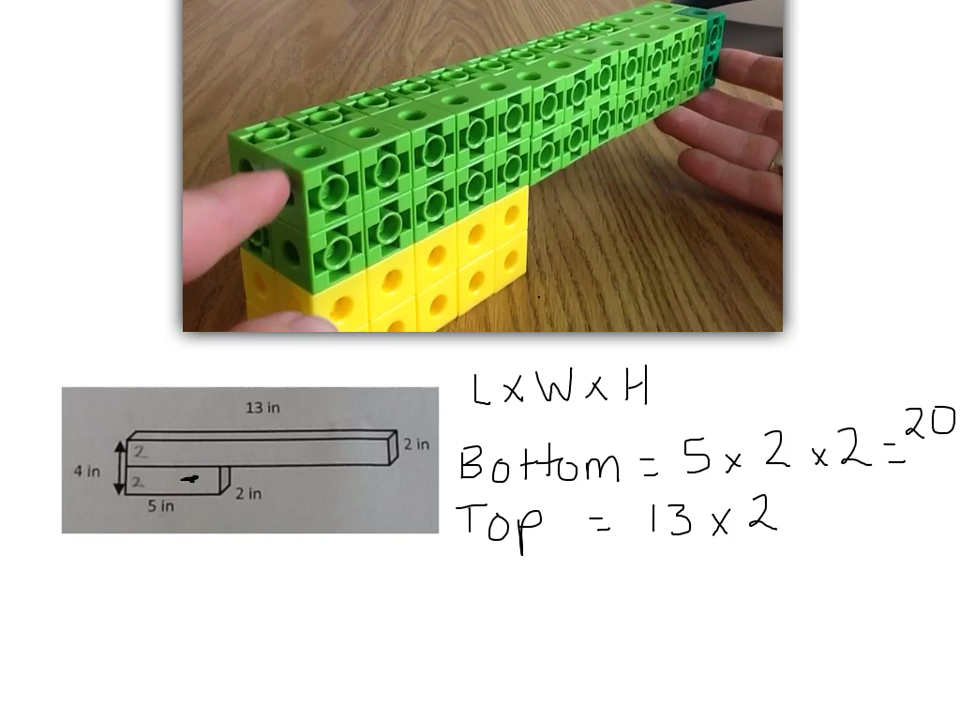 13 in
2
2 in
4 in
2
2 in
5 in
L x W x H
Bottom = 5 x 2 x 2 = 20
Top = 13 x 2